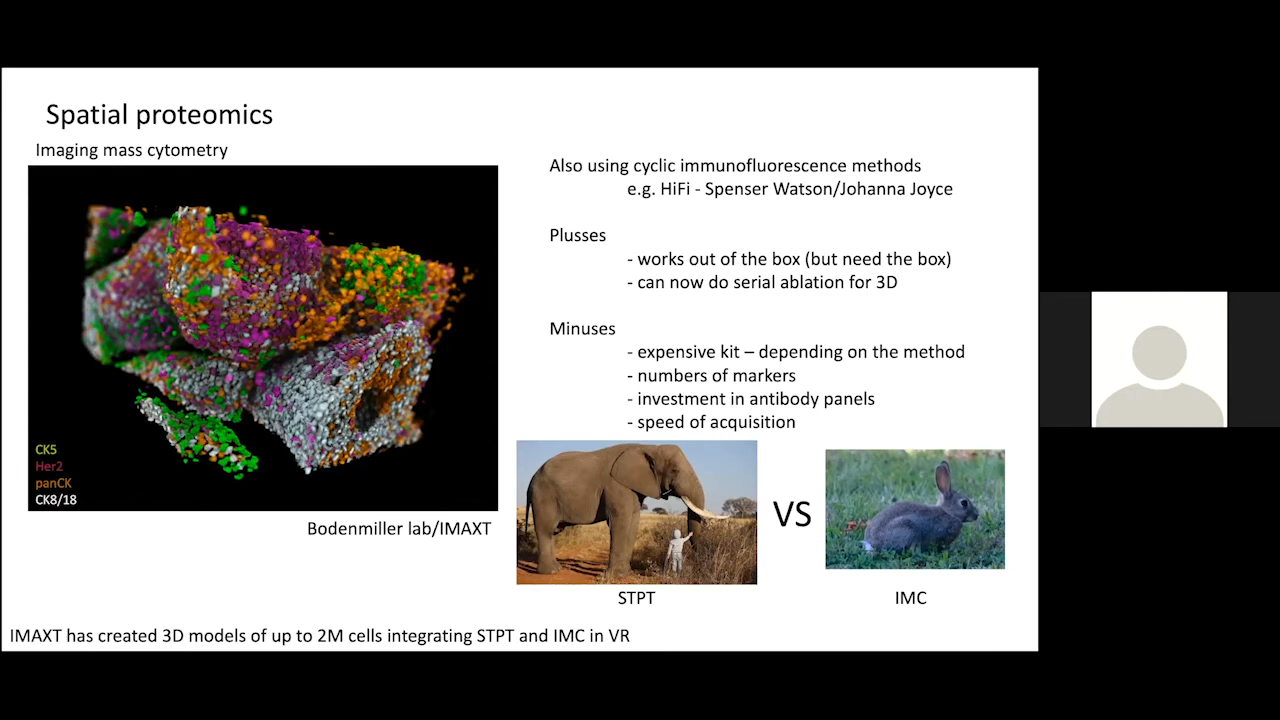 Spatial proteomics
Imaging mass cytometry
CK5
Her2
panCK
CK8/18
Bodenmiller lab/IMAXT
Also using cyclic immunofluorescence methods
e.g. HiFi - Spenser Watson/Johanna Joyce
Plusses
- works out of the box (but need the box)
- can now do serial ablation for 3D
Minuses
- expensive kit – depending on the method
- numbers of markers
- investment in antibody panels
- speed of acquisition
VS
STPT
IMC
IMAXT has created 3D models of up to 2M cells integrating STPT and IMC in VR